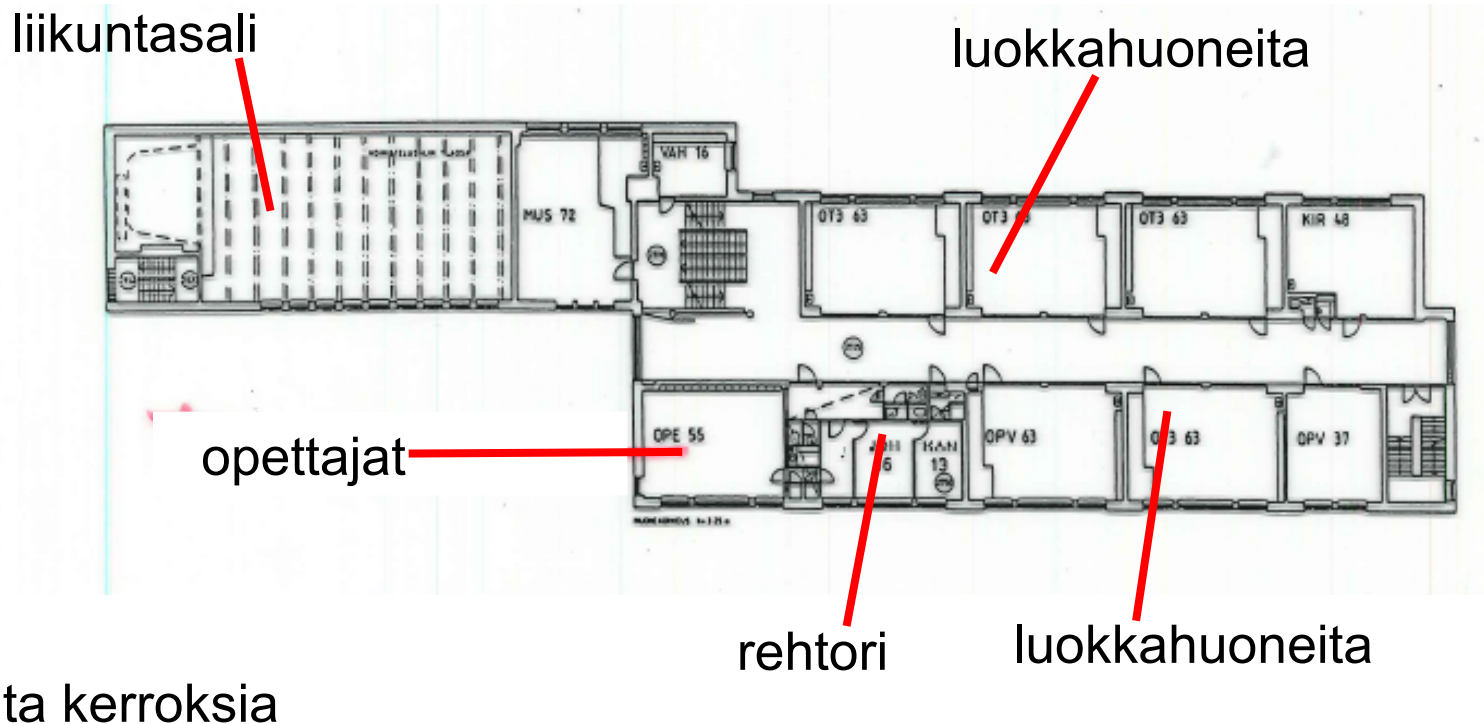 liikuntasali
luokkahuoneita
VAH 16
MUS 72
OT3 63
OT3
OT3 63
KIR 48
opettajat
OPE 55
KAN
13
OPV 63
63
OPV 37
rehtori
luokkahuoneita
ta kerroksia